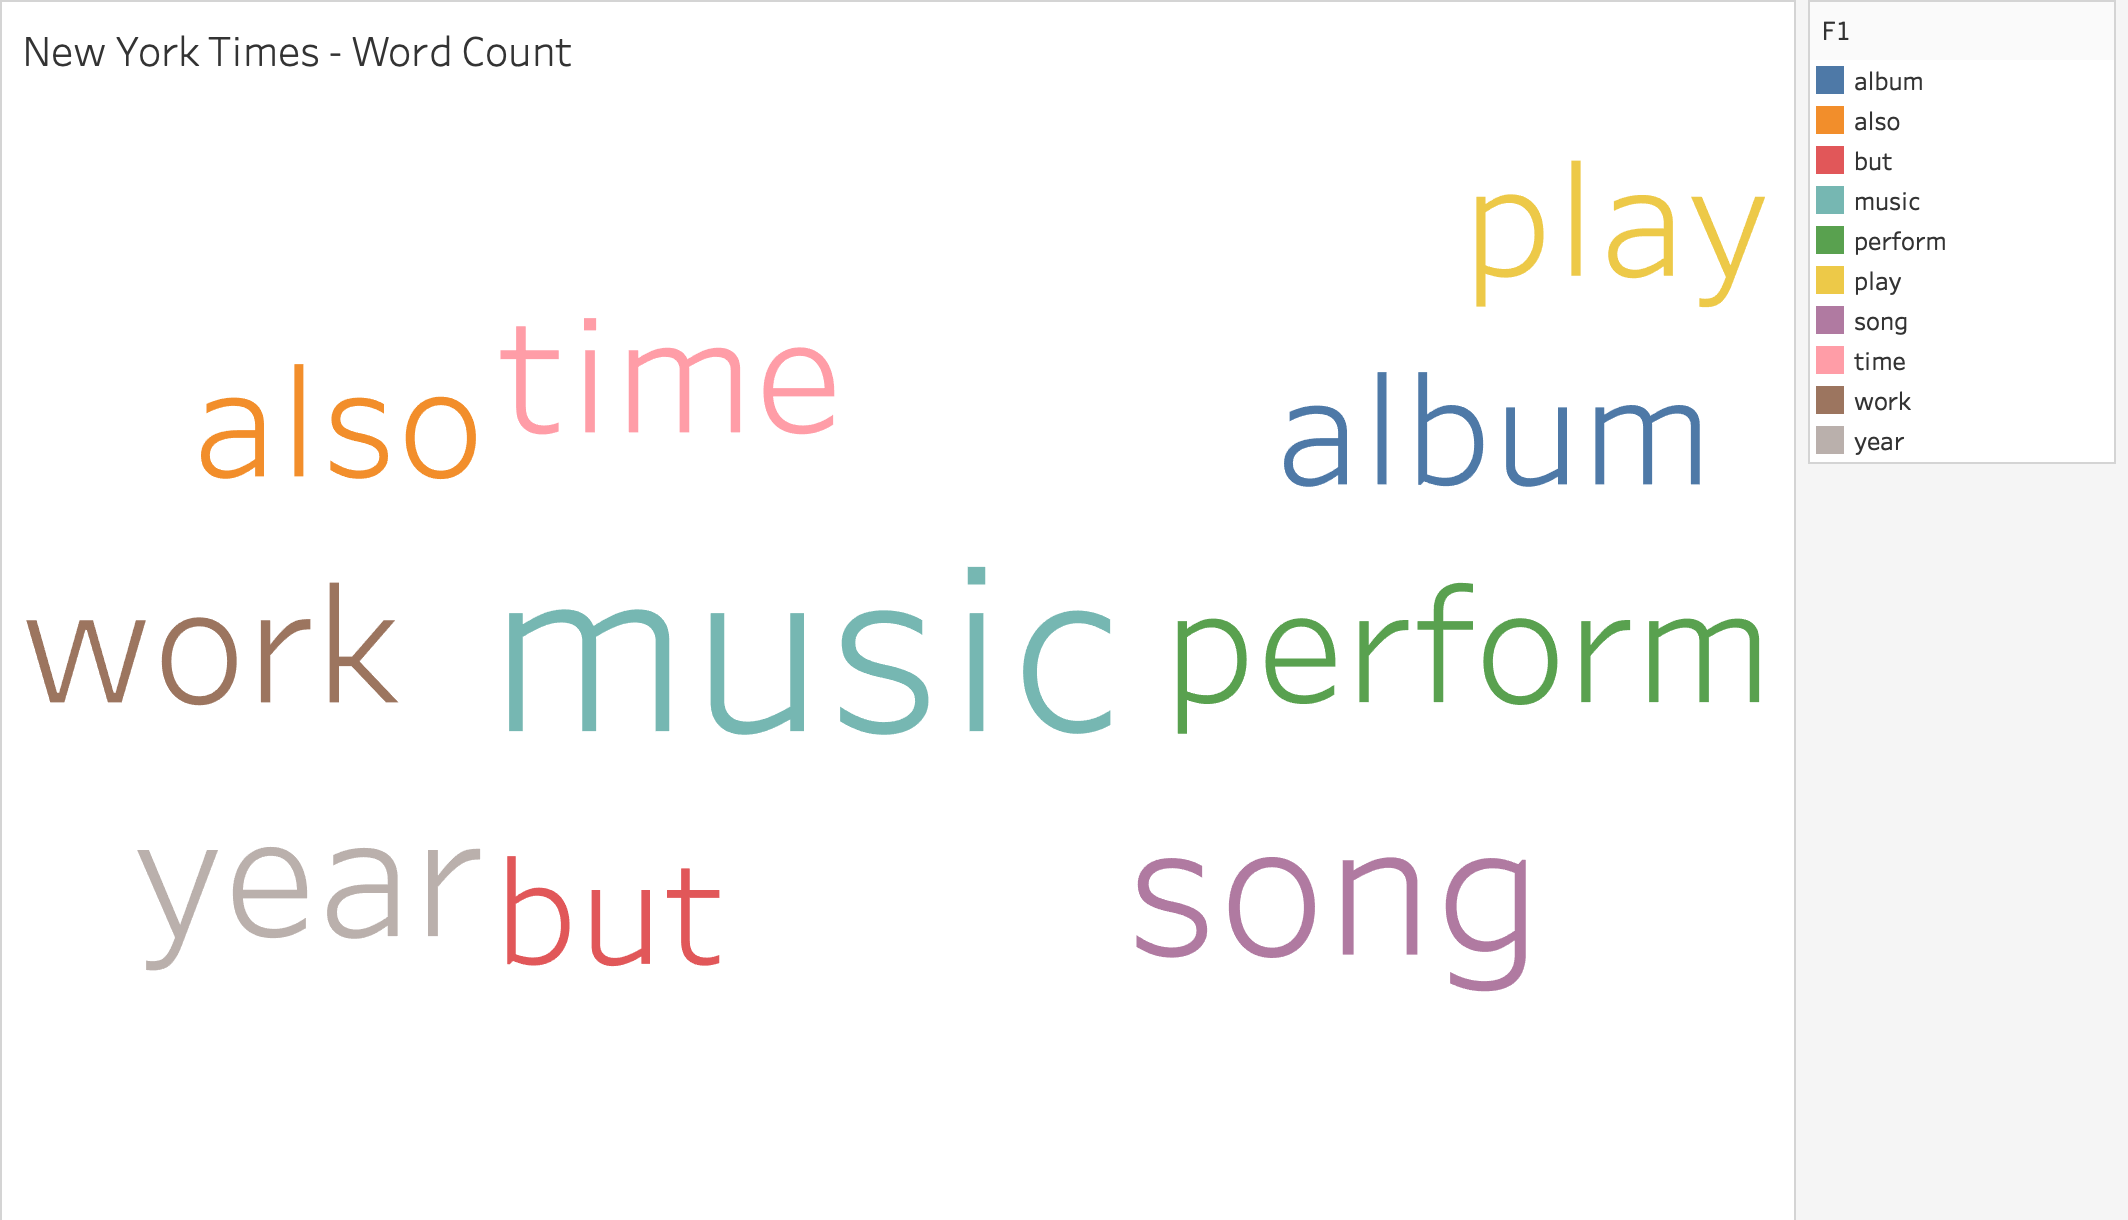 New York Times - Word Count
play
time
also
album
work music perform
year but song
F1
album
also
but
music
perform
play
song
time
work
year